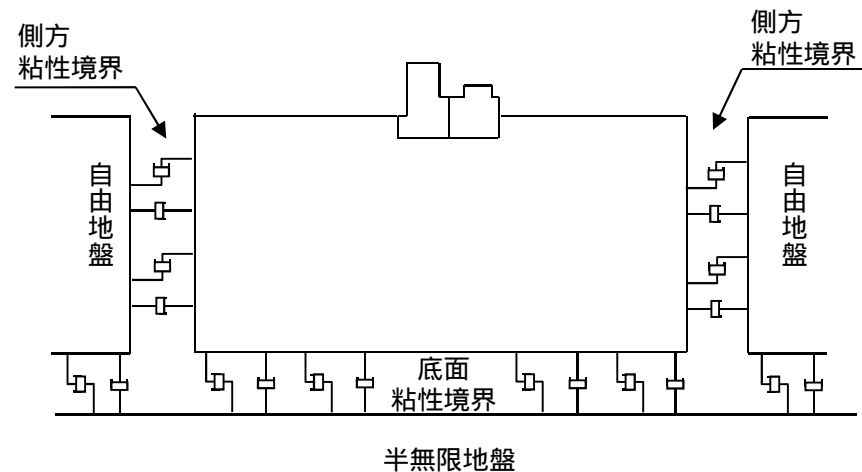 側方
粘性境界
側方
粘性境界
自由地盤
自由地盤
底面
粘性境界
半無限地盤